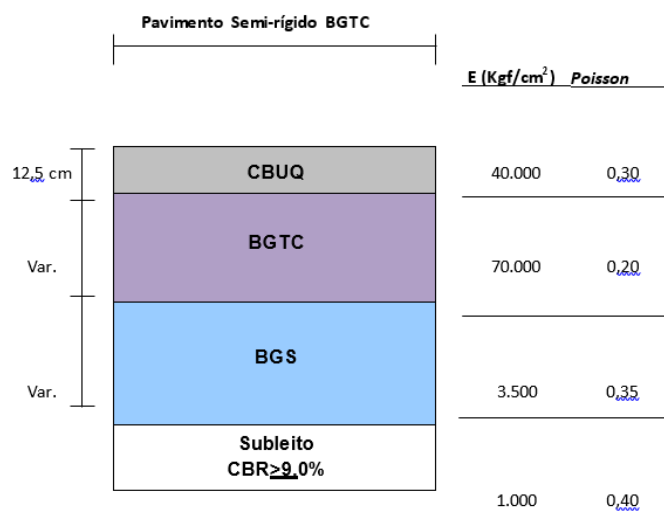 Pavimento Semi-rígido BGTC
E (Kgf/cm²) Poisson
12,5 cm CBUQ 40.000 0,30
BGTC
Var. 70.000 0,20
BGS
Var. 3.500 0,35
Subleito
CBR>9,0%
1.000 0,40